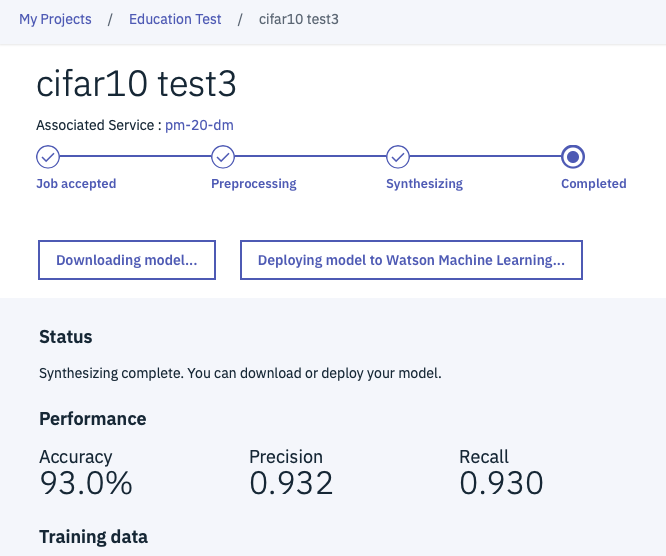 My Projects / Education Test / cifar10 test3
cifar10 test3
Associated Service : pm-20-dm
Job accepted Preprocessing Synthesizing Completed
Downloading model... Deploying model to Watson Machine Learning...
Status
Synthesizing complete. You can download or deploy your model.
Performance
Accuracy Precision Recall
93.0% 0.932 0.930
Training data